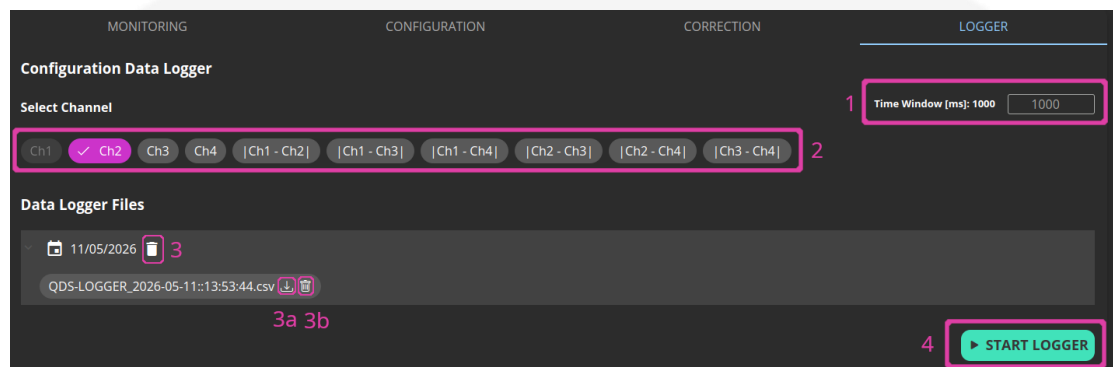 MONITORING CONFIGURATION CORRECTION LOGGER
Configuration Data Logger
Select Channel
1 Time Window [ms]: 1000 1000
Ch1 Ch2 Ch3 Ch4 |Ch1 - Ch2| |Ch1 - Ch3| |Ch1 - Ch4| |Ch2 - Ch3| |Ch2 - Ch4| |Ch3 - Ch4| 2
Data Logger Files
11/05/2026 3
QDS-LOGGER_2026-05-11::13:53:44.csv
3a 3b
4 START LOGGER